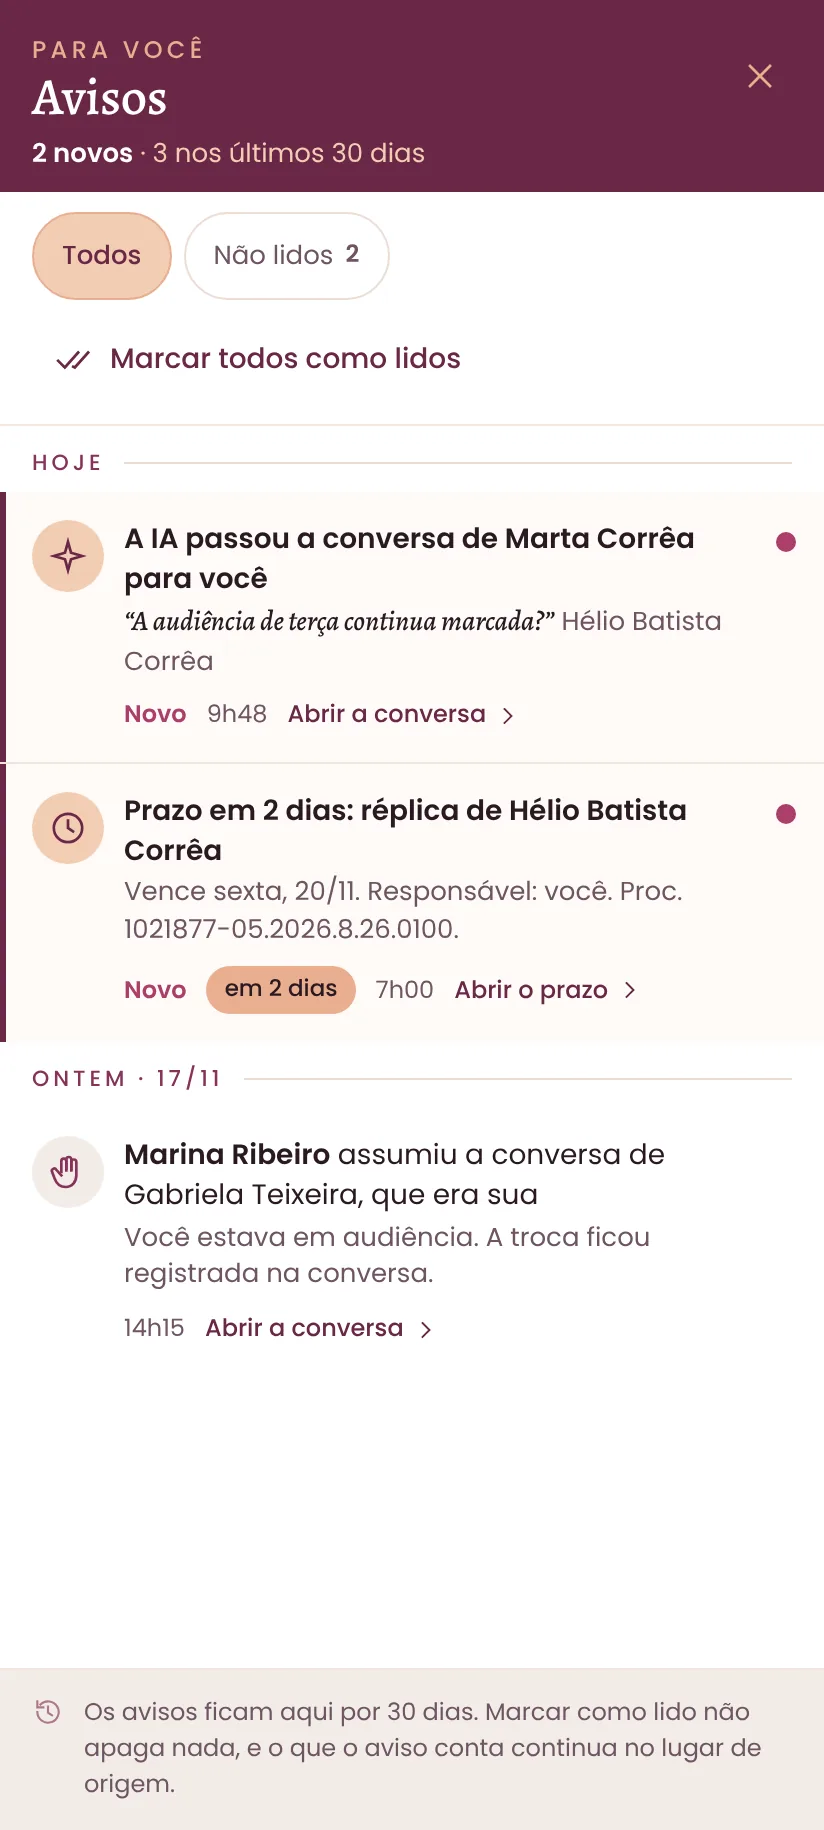 PARA VOCÊ
Avisos
2 novos · 3 nos últimos 30 dias
Todos
Não lidos 2
Marcar todos como lidos
HOJE
A IA passou a conversa de Marta Corrêa
para você
“A audiência de terça continua marcada?” Hélio Batista
Corrêa
Novo 9h48 Abrir a conversa
Prazo em 2 dias: réplica de Hélio Batista
Corrêa
Vence sexta, 20/11. Responsável: você. Proc.
1021877-05.2026.8.26.0100.
Novo em 2 dias 7h00 Abrir o prazo
ONTEM · 17/11
Marina Ribeiro assumiu a conversa de
Gabriela Teixeira, que era sua
Você estava em audiência. A troca ficou
registrada na conversa.
14h15 Abrir a conversa
Os avisos ficam aqui por 30 dias. Marcar como lido não
apaga nada, e o que o aviso conta continua no lugar de
origem.